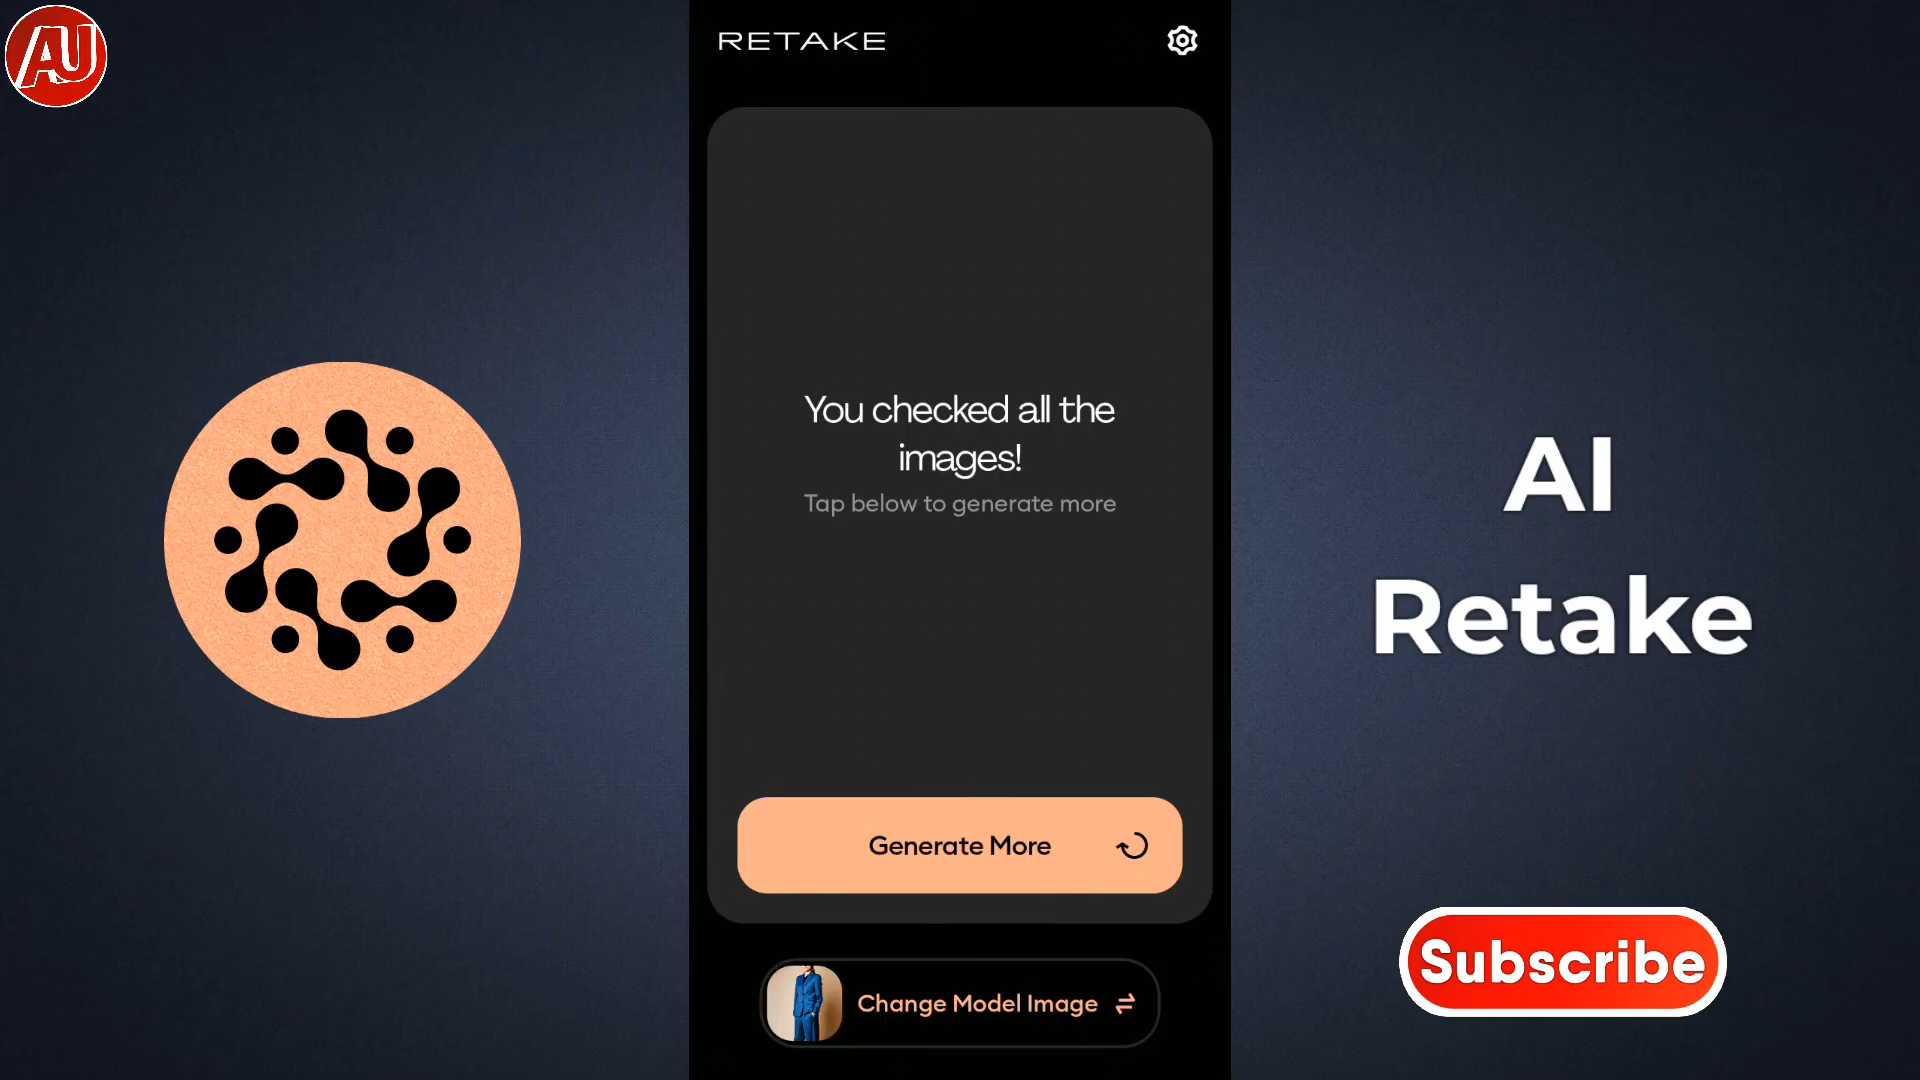 AU
RETAKE
You checked all the
images!
Tap below to generate more
Generate More
Change Model Image
AI
Retake
Subscribe